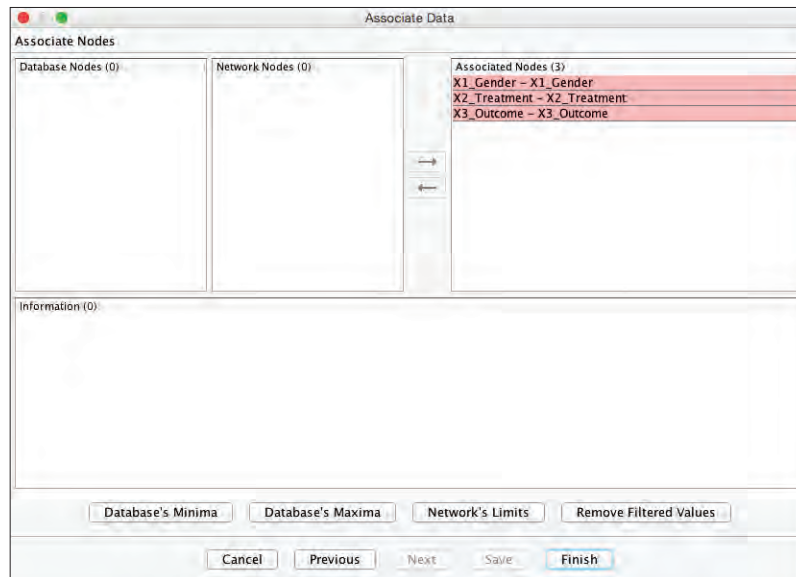 Associate Data
Associate Nodes
Database Nodes (0)
Network Nodes (0)
Associated Nodes (3)
X1_Gender – X1_Gender
X2_Treatment – X2_Treatment
X3_Outcome – X3_Outcome
Information (0)
Database's Minima
Database's Maxima
Network's Limits
Remove Filtered Values
Cancel
Previous
Next
Save
Finish